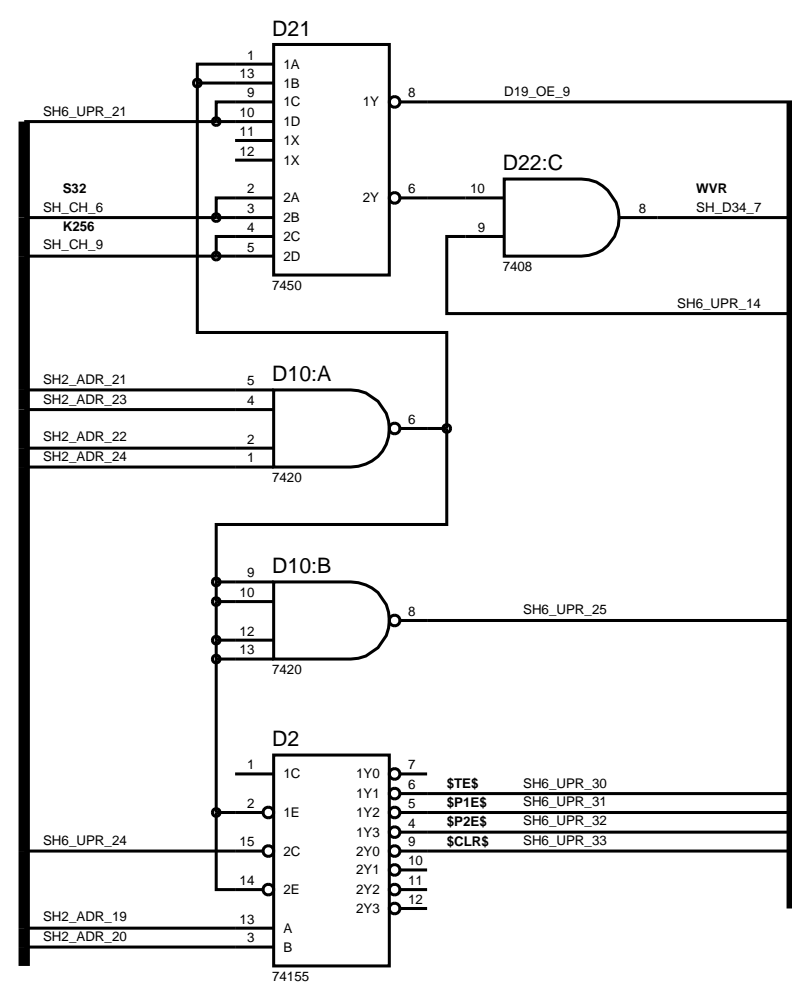 D21
1 1A
13 1B
9 1C 1Y 8 D19_OE_9
SH6_UPR_21 10 1D
11 1X
12 1X
D22:C
S32 2 2A 2Y 6 10 WVR
SH_CH_6 3 2B 8 SH_D34_7
K256 4 2C 9
SH_CH_9 5 2D
7408
7450
SH6_UPR_14
D10:A
SH2_ADR_21 5
SH2_ADR_23 4
6
SH2_ADR_22 2
SH2_ADR_24 1
7420
D10:B
9
10
8 SH6_UPR_25
12
13
7420
D2
1 1C 1Y0 7
1Y1 6 $TE$ SH6_UPR_30
2 1E 1Y2 5 $P1E$ SH6_UPR_31
1Y3 4 $P2E$ SH6_UPR_32
SH6_UPR_24 15 2C 2Y0 9 $CLR$ SH6_UPR_33
2Y1 10
14 2E 2Y2 11
2Y3 12
SH2_ADR_19 13 A
SH2_ADR_20 3 B
74155